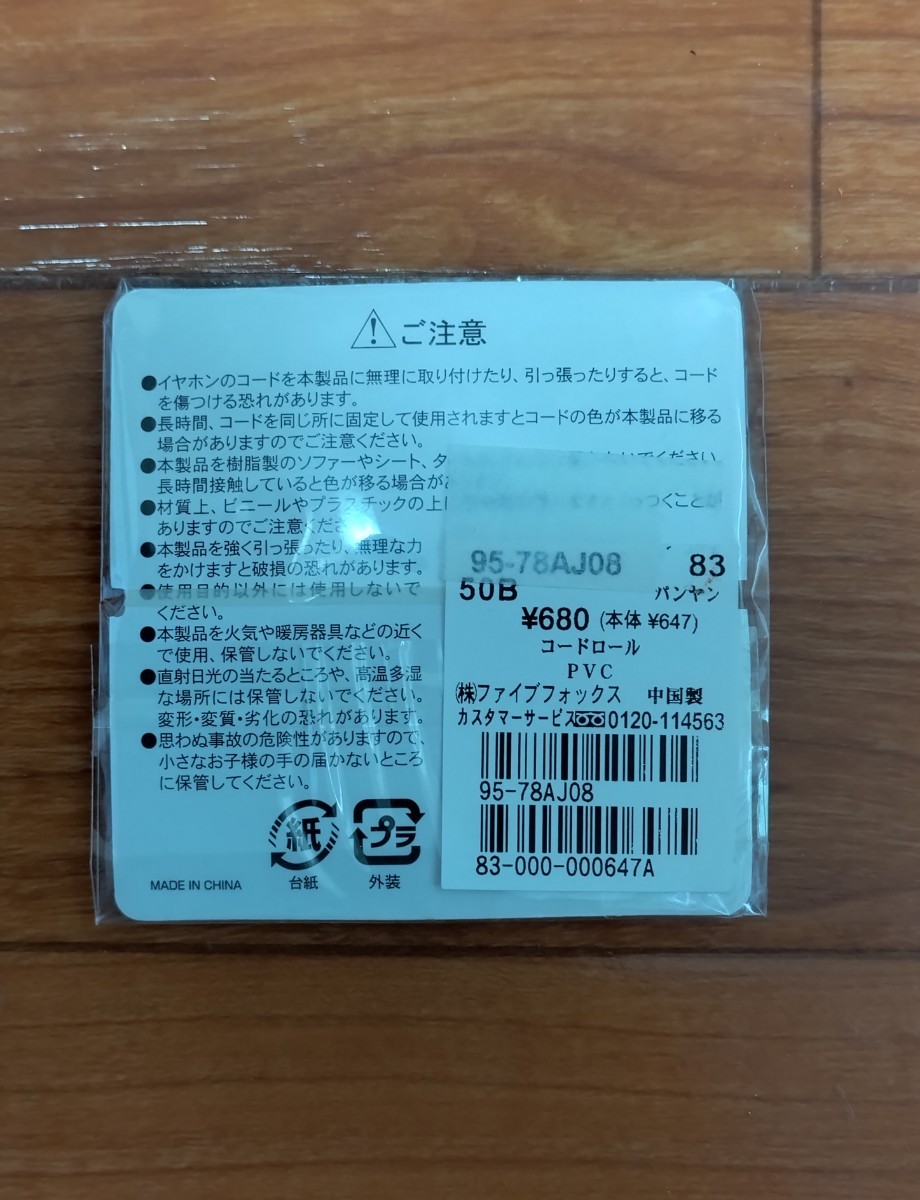 ご注意
●イヤホンのコードを本製品に無理に取り付けたり、引っ張ったりすると、コード
を傷つける恐れがあります。
●長時間、コードを同じ所に固定して使用されますとコードの色が本製品に移る
場合がありますのでご注意ください。
●本製品を樹脂製のソファーやシート、タ
でください。
長時間接触していると色が移る場合が
●材質上、ビニールやプラスチックの上に
つくことが
ありますのでご注意ください。
●本製品を強く引っ張ったり、無理な力
をかけますと破損の恐れがあります。
●使用目的以外には使用しないで
ください。
●本製品を火気や暖房器具などの近く
で使用、保管しないでください。
●直射日光の当たるところや、高温多湿
な場所には保管しないでください。
変形・変質・劣化の恐れがあります。
●思わぬ事故の危険性がありますので、
小さなお子様の手の届かないところ
に保管してください。
紙
台紙
プラ
外装
MADE IN CHINA
95-78AJ08 83
50B パンヤン
¥680 (本体 ¥647)
コードロール
PVC
㈱ファイブフォックス 中国製
カスタマーサービス 0120-114563
95-78AJ08
83-000-000647A